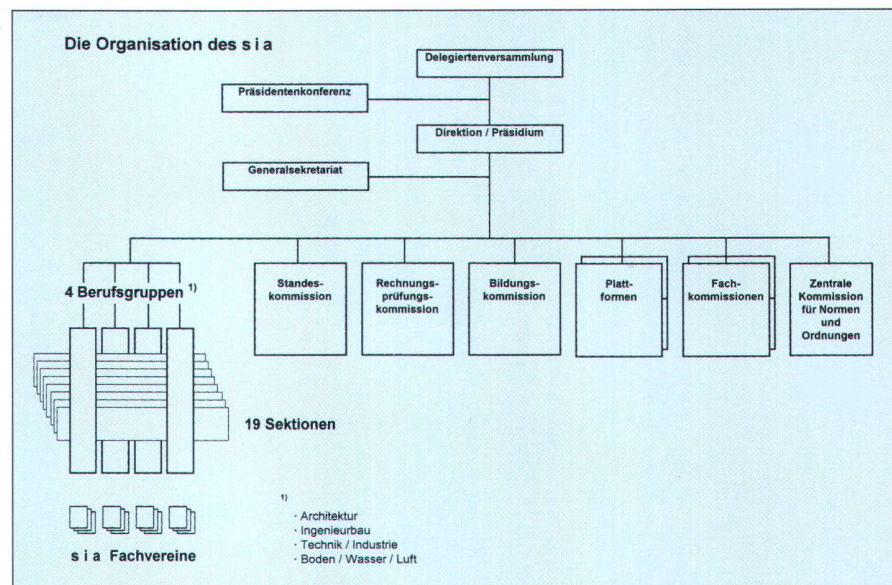 Die Organisation des s i a
Delegiertenversammlung
Präsidentenkonferenz
Direktion / Präsidium
Generalsekretariat
4 Berufsgruppen 1)
Standes-
kommission
Rechnungs-
prüfungs-
kommission
Bildungs-
kommission
Platt-
formen
Fach-
kommissionen
Zentrale
Kommission
für Normen
und
Ordnungen
19 Sektionen
s i a Fachvereine
1)
· Architektur
· Ingenieurbau
· Technik / Industrie
· Boden / Wasser / Luft